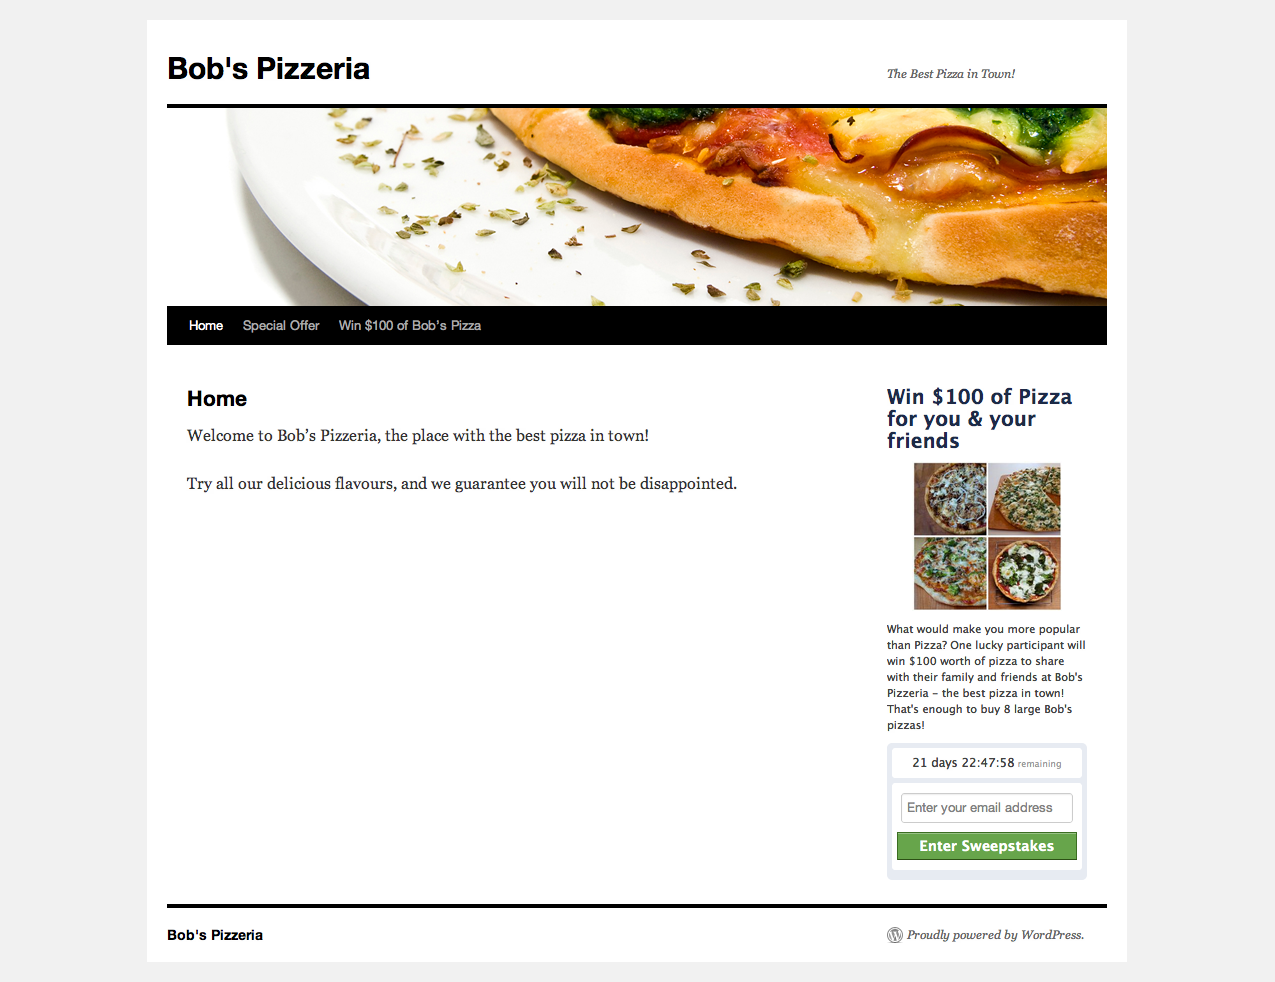 Bob's Pizzeria
The Best Pizza in Town!
Home
Special Offer
Win $100 of Bob’s Pizza
Home
Welcome to Bob’s Pizzeria, the place with the best pizza in town!
Try all our delicious flavours, and we guarantee you will not be disappointed.
Win $100 of Pizza
for you & your
friends
What would make you more popular
than Pizza? One lucky participant will
win $100 worth of pizza to share
with their family and friends at Bob's
Pizzeria – the best pizza in town!
That's enough to buy 8 large Bob's
pizzas!
21 days 22:47:58 remaining
Enter your email address
Enter Sweepstakes
Bob's Pizzeria
Proudly powered by WordPress.